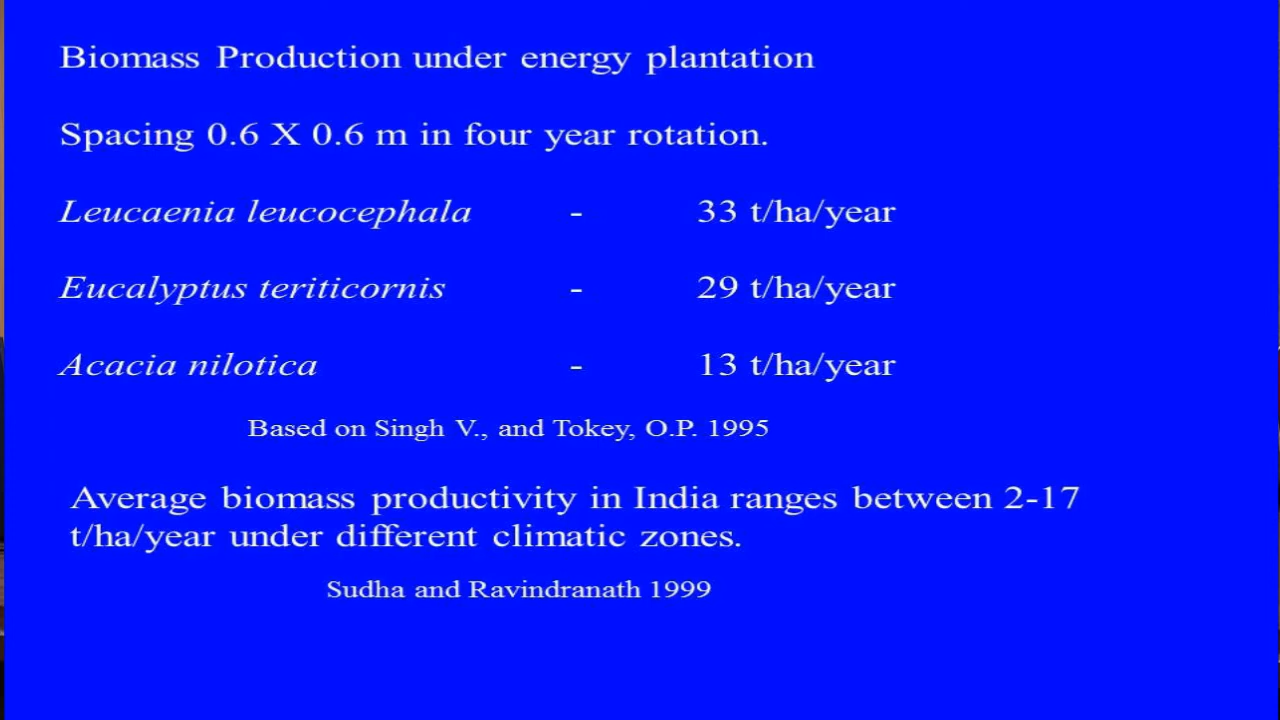 Biomass Production under energy plantation
Spacing 0.6 X 0.6 m in four year rotation.
Leucaenia leucocephala - 33 t/ha/year
Eucalyptus teriticornis - 29 t/ha/year
Acacia nilotica - 13 t/ha/year
Based on Singh V., and Tokey, O.P. 1995
Average biomass productivity in India ranges between 2-17
t/ha/year under different climatic zones.
Sudha and Ravindranath 1999